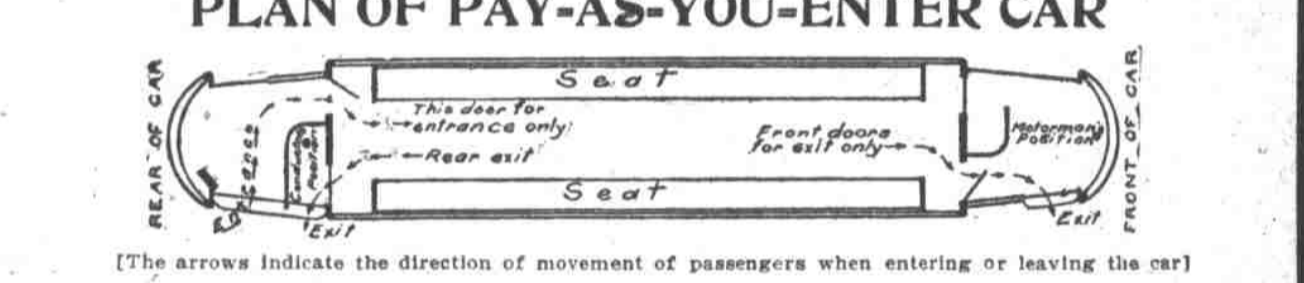 PLAN OF PAY-AS-YOU-ENTER CAR
REAR OF CAR
Seat
This door for
entrance only
Conductor's
Position
Rear exit
Front doors
for exit only
Motorman's
Position
FRONT OF CAR
Seat
Exit
Exit
[The arrows indicate the direction of movement of passengers when entering or leaving the car]